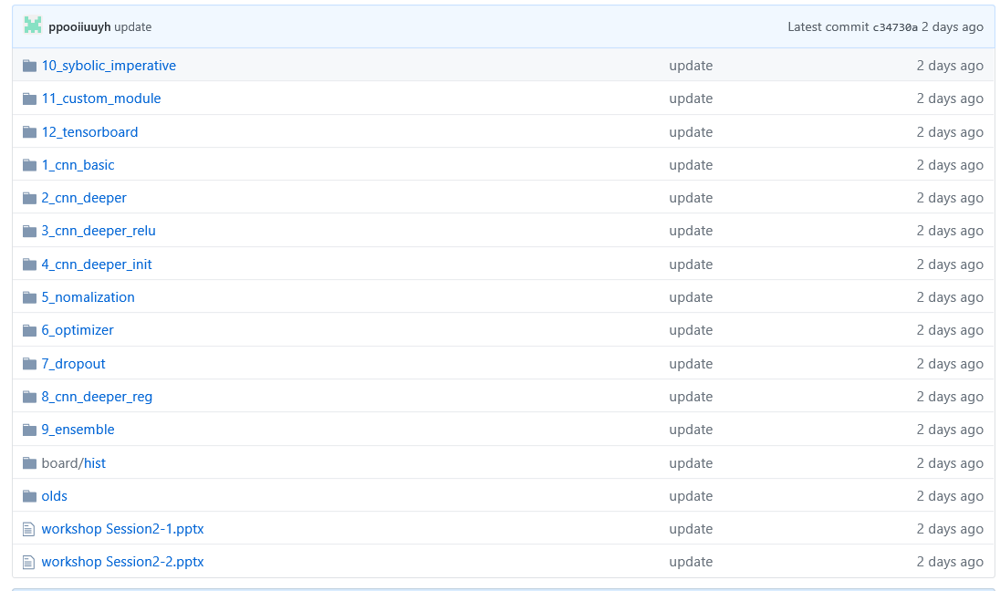 ppooiiuuyh update Latest commit c34730a 2 days ago
10_sybolic_imperative update 2 days ago
11_custom_module update 2 days ago
12_tensorboard update 2 days ago
1_cnn_basic update 2 days ago
2_cnn_deeper update 2 days ago
3_cnn_deeper_relu update 2 days ago
4_cnn_deeper_init update 2 days ago
5_nomalization update 2 days ago
6_optimizer update 2 days ago
7_dropout update 2 days ago
8_cnn_deeper_reg update 2 days ago
9_ensemble update 2 days ago
board/hist update 2 days ago
olds update 2 days ago
workshop Session2-1.pptx update 2 days ago
workshop Session2-2.pptx update 2 days ago